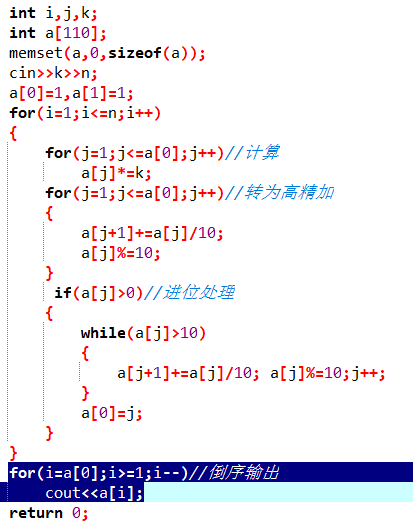 int i,j,k;
int a[110];
memset(a,0,sizeof(a));
cin>>k>>n;
a[0]=1,a[1]=1;
for(i=1;i<=n;i++)
{
for(j=1;j<=a[0];j++)//计算
a[j]*=k;
for(j=1;j<=a[0];j++)//转为高精加
{
a[j+1]+=a[j]/10;
a[j]%=10;
}
if(a[j]>0)//进位处理
{
while(a[j]>10)
{
a[j+1]+=a[j]/10; a[j]%=10;j++;
}
a[0]=j;
}
}
for(i=a[0];i>=1;i--)//倒序输出
cout<<a[i];
return 0;